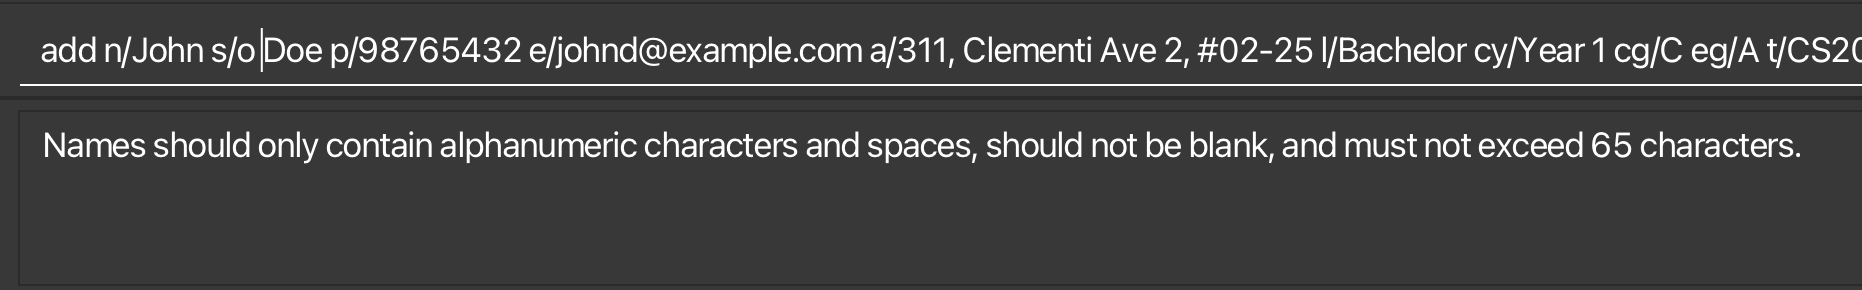 add n/John s/o Doe p/98765432 e/johnd@example.com a/311, Clementi Ave 2, #02-25 l/Bachelor cy/Year 1 cg/C eg/A t/CS20
Names should only contain alphanumeric characters and spaces, should not be blank, and must not exceed 65 characters.